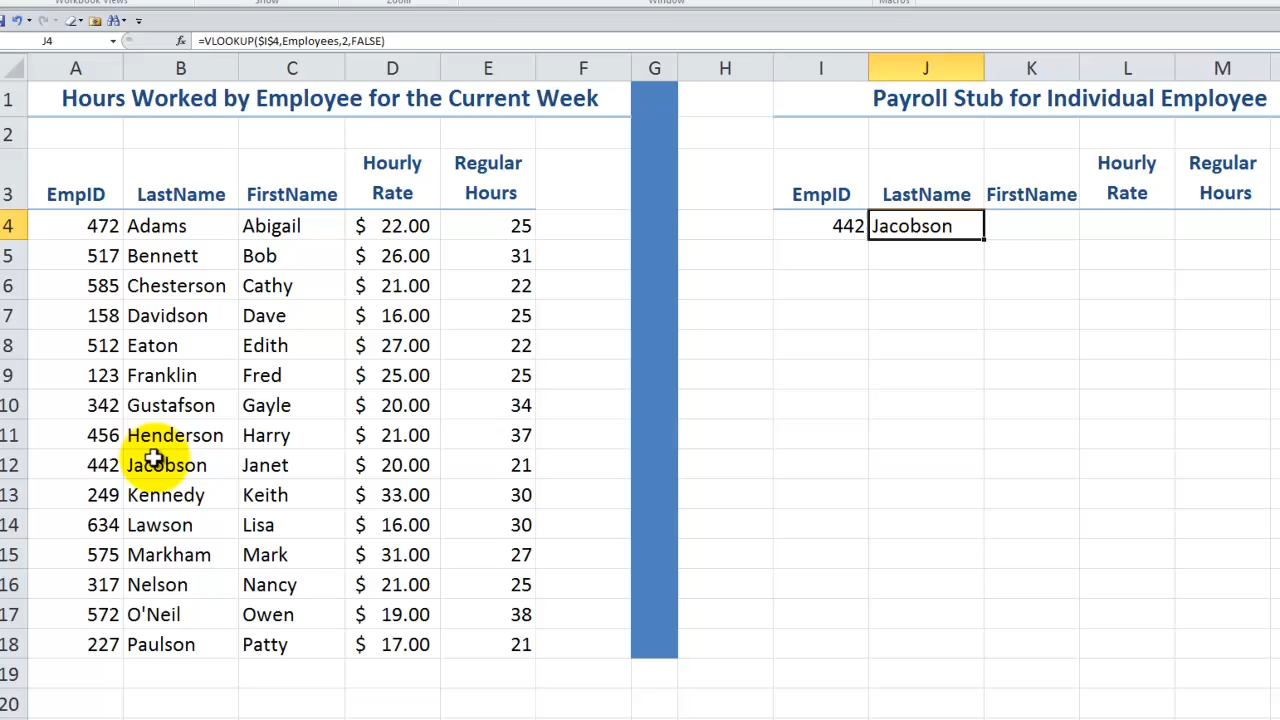 Workbook Views Show Zoom Window Macros
J4 fx =VLOOKUP($I$4,Employees,2,FALSE)
A B C D E F G H I J K L M
1 Hours Worked by Employee for the Current Week Payroll Stub for Individual Employee
2
Hourly Regular Hourly Regular
3 EmpID LastName FirstName Rate Hours EmpID LastName FirstName Rate Hours
4 472 Adams Abigail $ 22.00 25 442 Jacobson
5 517 Bennett Bob $ 26.00 31
6 585 Chesterson Cathy $ 21.00 22
7 158 Davidson Dave $ 16.00 25
8 512 Eaton Edith $ 27.00 22
9 123 Franklin Fred $ 25.00 25
10 342 Gustafson Gayle $ 20.00 34
11 456 Henderson Harry $ 21.00 37
12 442 Jacobson Janet $ 20.00 21
13 249 Kennedy Keith $ 33.00 30
14 634 Lawson Lisa $ 16.00 30
15 575 Markham Mark $ 31.00 27
16 317 Nelson Nancy $ 21.00 25
17 572 O'Neil Owen $ 19.00 38
18 227 Paulson Patty $ 17.00 21
19
20